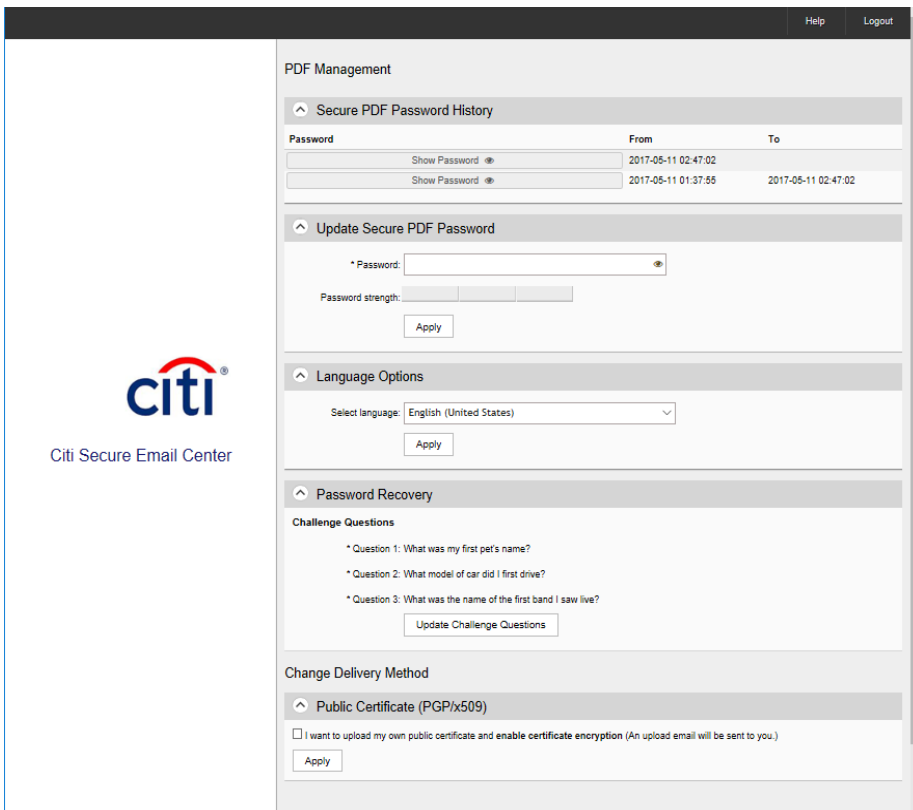 Help Logout
PDF Management
Secure PDF Password History
Password From To
Show Password 2017-05-11 02:47:02
Show Password 2017-05-11 01:37:55 2017-05-11 02:47:02
Update Secure PDF Password
* Password:
Password strength:
Apply
citi®
Citi Secure Email Center
Language Options
Select language: English (United States)
Apply
Password Recovery
Challenge Questions
* Question 1: What was my first pet's name?
* Question 2: What model of car did I first drive?
* Question 3: What was the name of the first band I saw live?
Update Challenge Questions
Change Delivery Method
Public Certificate (PGP/x509)
I want to upload my own public certificate and enable certificate encryption (An upload email will be sent to you.)
Apply